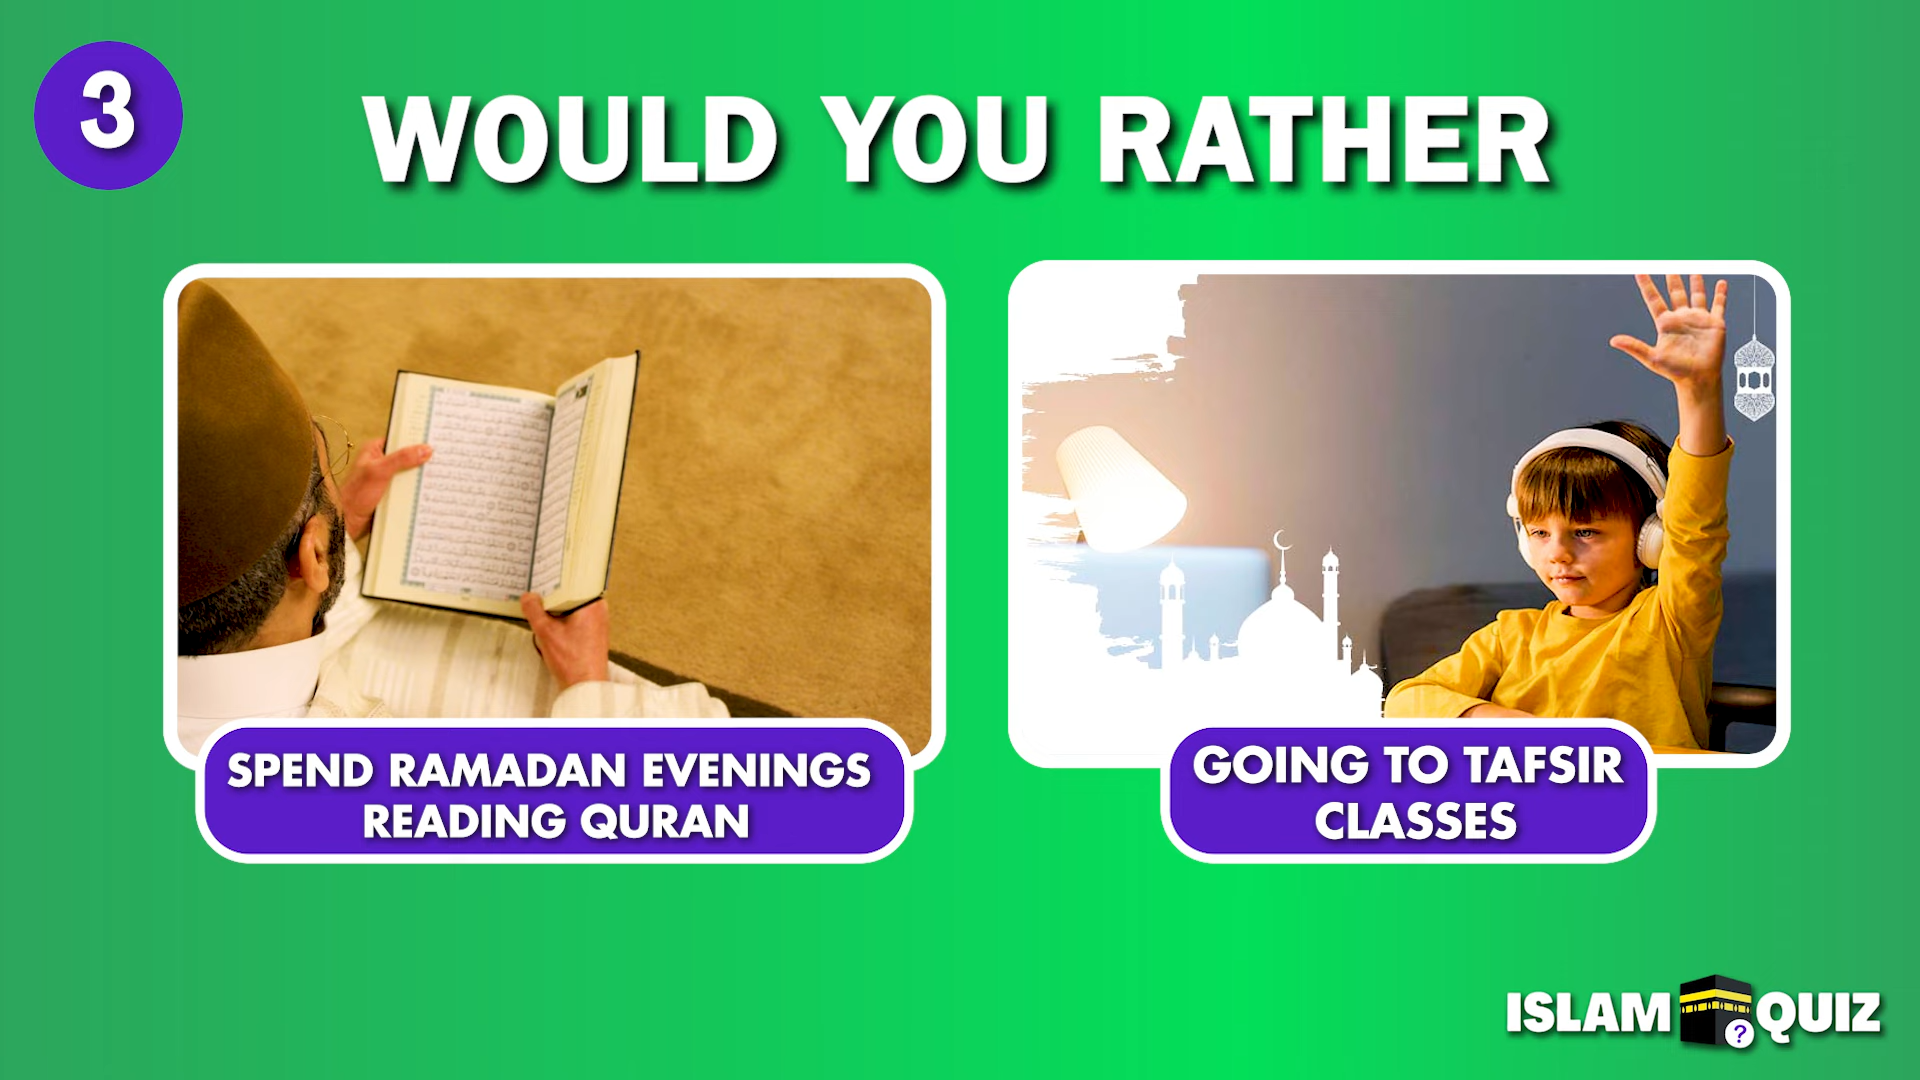 3
WOULD YOU RATHER
SPEND RAMADAN EVENINGS
READING QURAN
GOING TO TAFSIR
CLASSES
ISLAM ? QUIZ